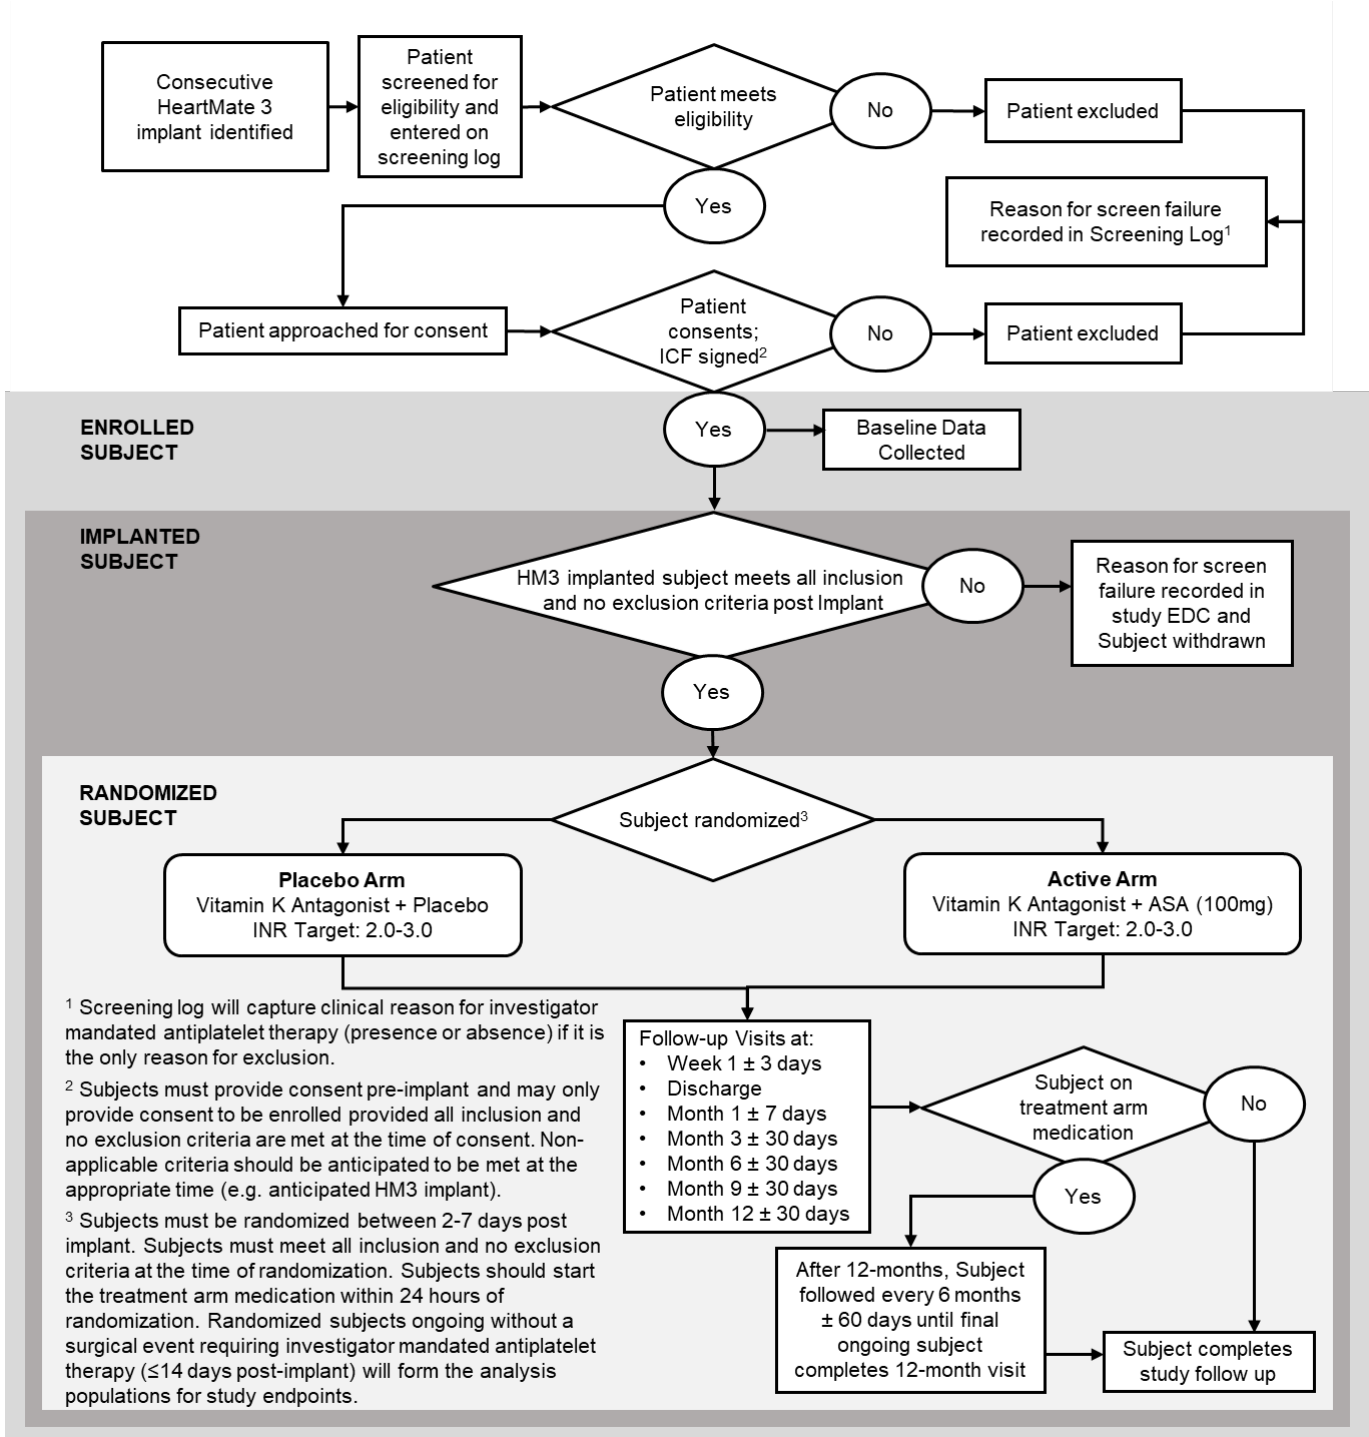 Consecutive
HeartMate 3
implant identified
Patient
screened for
eligibility and
entered on
screening log
Patient meets
eligibility
No
Patient excluded
Yes
Reason for screen failure
recorded in Screening Log¹
Patient approached for consent
Patient
consents;
ICF signed²
No
Patient excluded
ENROLLED
SUBJECT
Yes
Baseline Data
Collected
IMPLANTED
SUBJECT
HM3 implanted subject meets all inclusion
and no exclusion criteria post Implant
No
Reason for screen
failure recorded in
study EDC and
Subject withdrawn
Yes
RANDOMIZED
SUBJECT
Subject randomized³
Placebo Arm
Vitamin K Antagonist + Placebo
INR Target: 2.0-3.0
Active Arm
Vitamin K Antagonist + ASA (100mg)
INR Target: 2.0-3.0
¹ Screening log will capture clinical reason for investigator
mandated antiplatelet therapy (presence or absence) if it is
the only reason for exclusion.
² Subjects must provide consent pre-implant and may only
provide consent to be enrolled provided all inclusion and
no exclusion criteria are met at the time of consent. Non-
applicable criteria should be anticipated to be met at the
appropriate time (e.g. anticipated HM3 implant).
³ Subjects must be randomized between 2-7 days post
implant. Subjects must meet all inclusion and no exclusion
criteria at the time of randomization. Subjects should start
the treatment arm medication within 24 hours of
randomization. Randomized subjects ongoing without a
surgical event requiring investigator mandated antiplatelet
therapy (≤14 days post-implant) will form the analysis
populations for study endpoints.
Follow-up Visits at:
• Week 1 ± 3 days
• Discharge
• Month 1 ± 7 days
• Month 3 ± 30 days
• Month 6 ± 30 days
• Month 9 ± 30 days
• Month 12 ± 30 days
Subject on
treatment arm
medication
No
Yes
After 12-months, Subject
followed every 6 months
± 60 days until final
ongoing subject
completes 12-month visit
Subject completes
study follow up